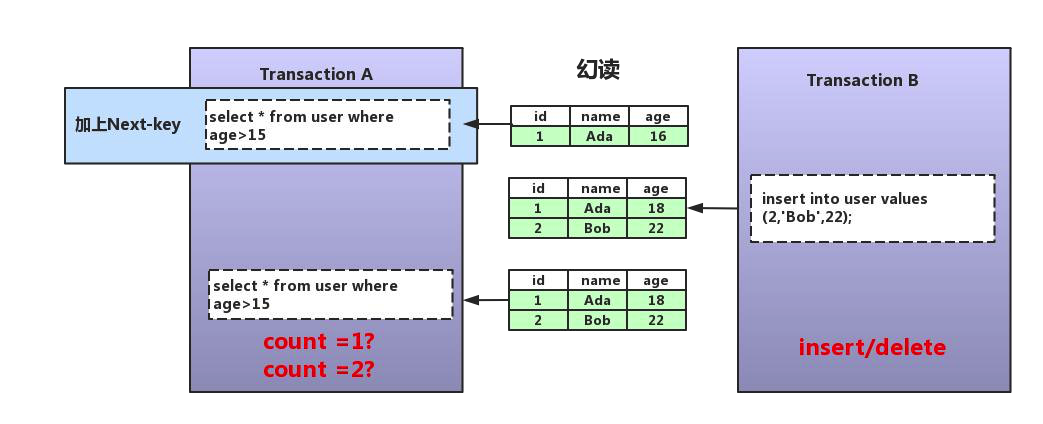 Transaction A
幻读
Transaction B
加上Next-key
select * from user where
age>15
id name age
1 Ada 16
id name age
1 Ada 18
2 Bob 22
insert into user values
(2,'Bob',22);
select * from user where
age>15
id name age
1 Ada 18
2 Bob 22
count =1?
count =2?
insert/delete